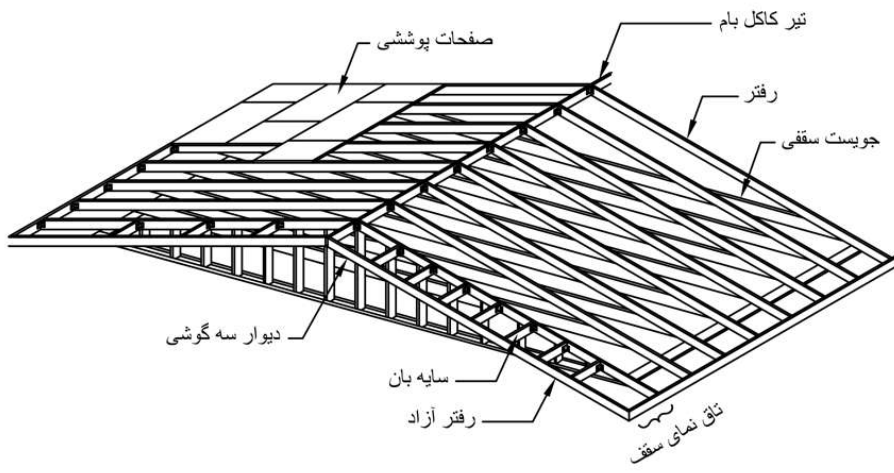 تیر کاکل بام
صفحات پوششی
رفتر
جویست سقفی
دیوار سه گوشی
سایه بان
رفتر آزاد
تاق نمای سقف